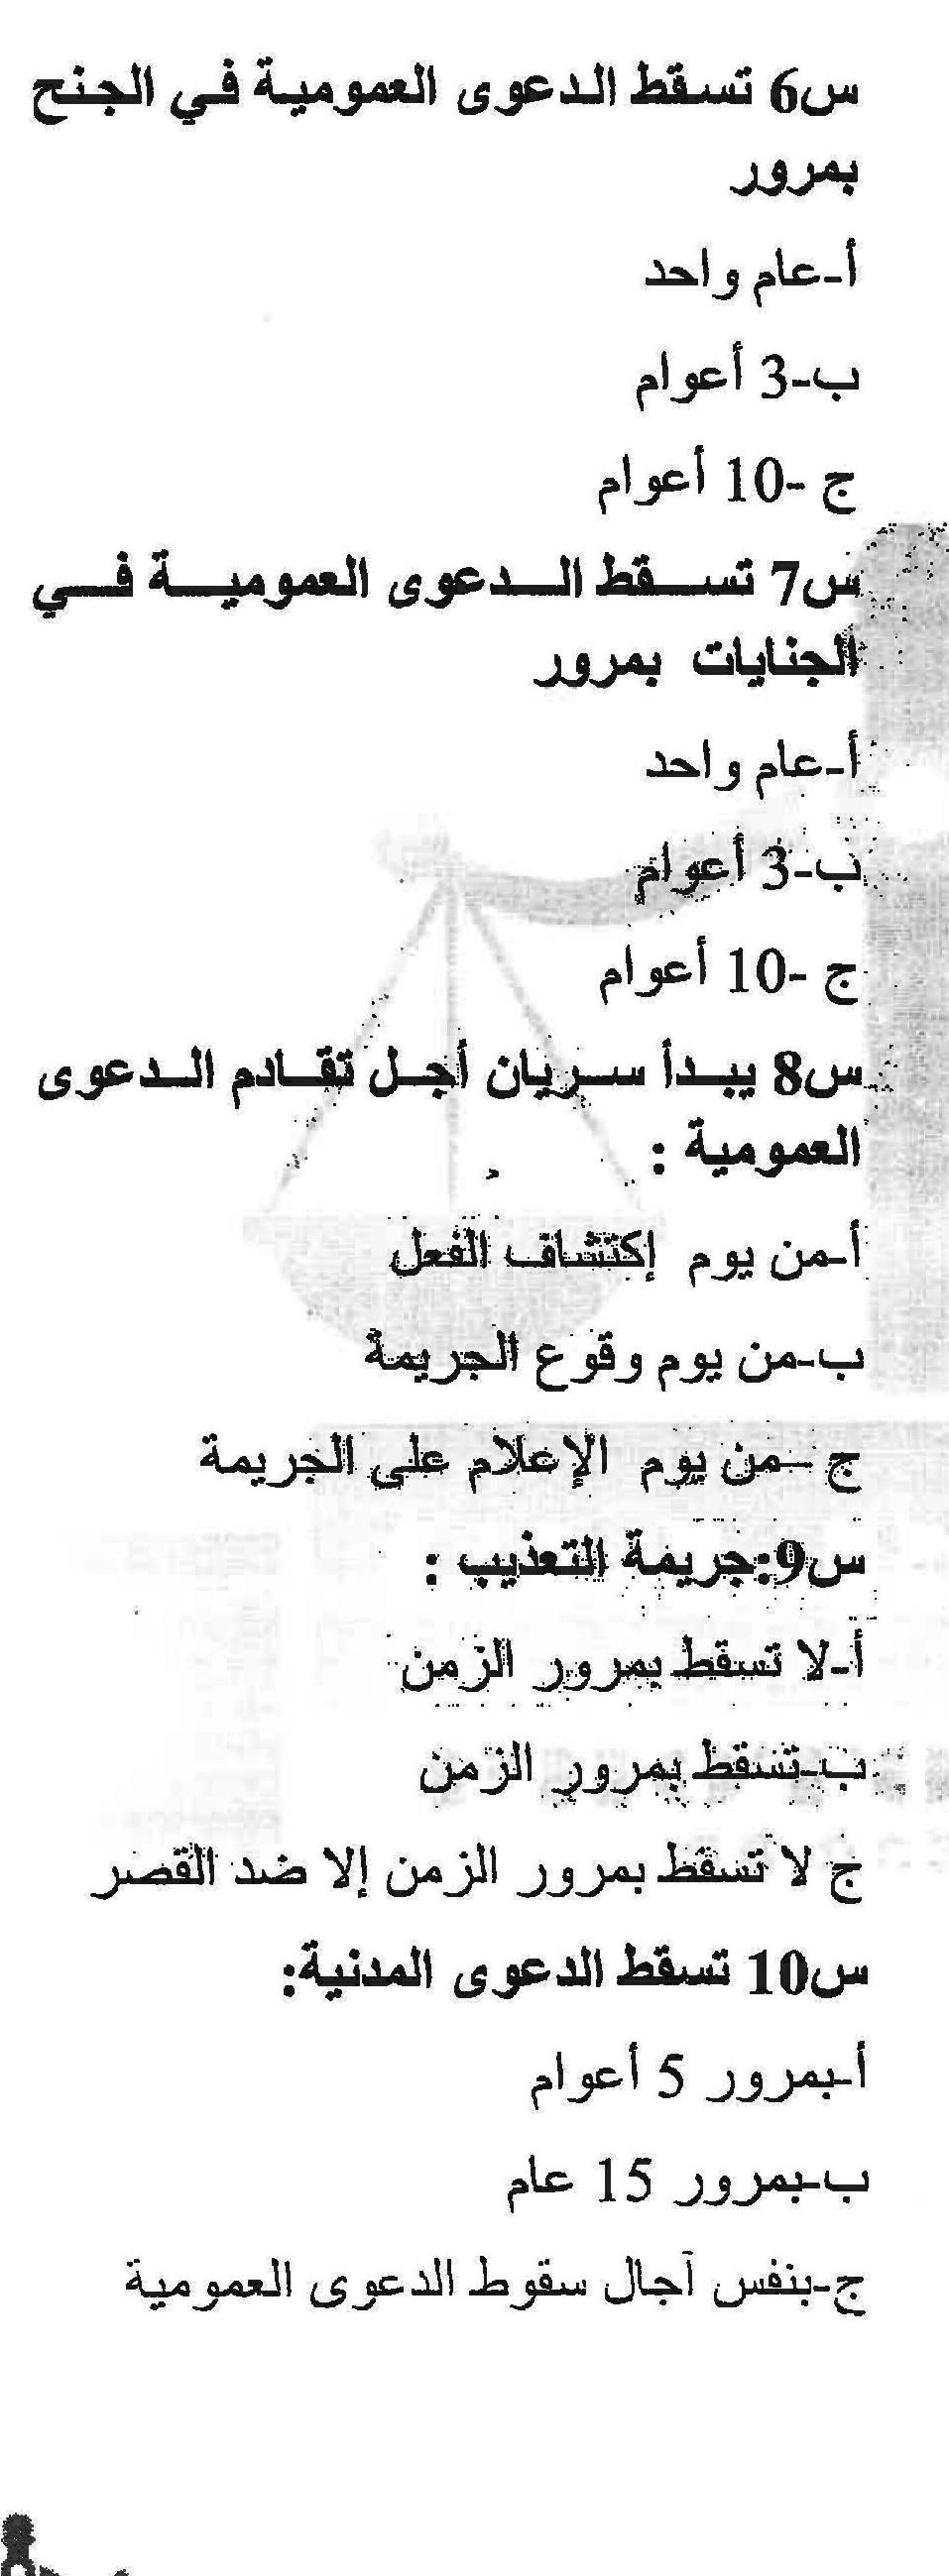 س6 تسقط الدعوى العمومية في الجنح
بمرور
أ-عام واحد
ب-3 أعوام
ج -10 أعوام
س7 تسقط الدعوى العمومية في
الجنايات بمرور
أ-عام واحد
ب-3 أعوام
ج -10 أعوام
س8 يبدأ سريان أجل تقادم الدعوى
العمومية :
أ-من يوم إكتشاف الفعل
ب-من يوم وقوع الجريمة
ج –من يوم الإعلام على الجريمة
س9:جريمة التعذيب :
أ-لا تسقط بمرور الزمن
ب-تسقط بمرور الزمن
ج لا تسقط بمرور الزمن إلا ضد القصر
س10 تسقط الدعوى المدنية:
أ-بمرور 5 أعوام
ب-بمرور 15 عام
ج-بنفس آجال سقوط الدعوى العمومية